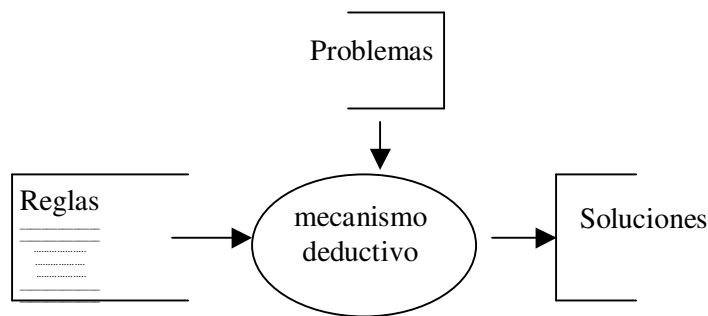 Problemas
Reglas
mecanismo
deductivo
Soluciones